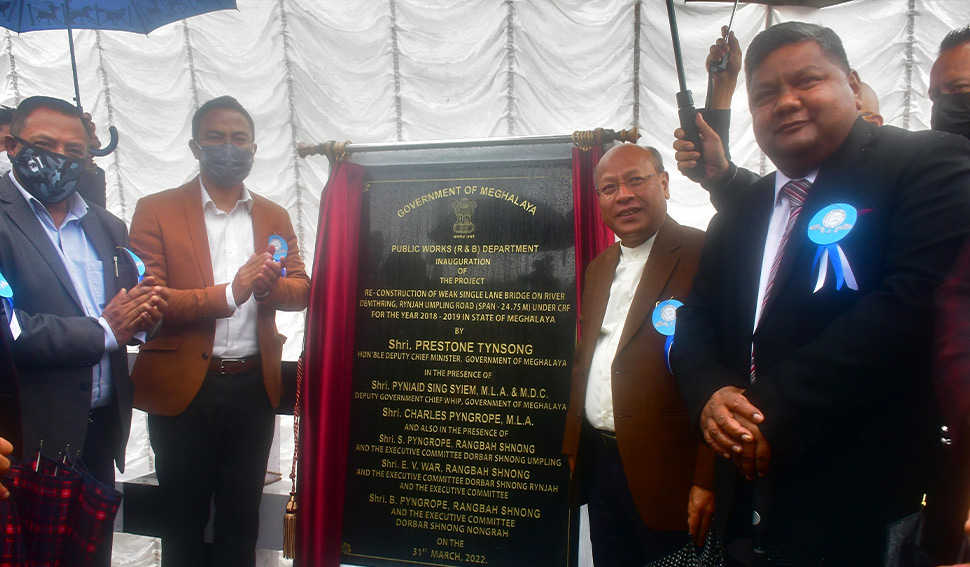 GOVERNMENT OF MEGHALAYA
PUBLIC WORKS (R & B) DEPARTMENT
INAUGURATION
OF
THE PROJECT
RE-CONSTRUCTION OF WEAK SINGLE LANE BRIDGE ON RIVER
DEMTHRING, RYNJAH UMPLING ROAD (SPAN - 24.75 M) UNDER CRF
FOR THE YEAR 2018 - 2019 IN STATE OF MEGHALAYA
BY
Shri. PRESTONE TYNSONG
HON'BLE DEPUTY CHIEF MINISTER, GOVERNMENT OF MEGHALAYA
IN THE PRESENCE OF
Shri. PYNIAID SING SYIEM, M.L.A. & M.D.C.
DEPUTY GOVERNMENT CHIEF WHIP, GOVERNMENT OF MEGHALAYA
Shri. CHARLES PYNGROPE, M.L.A.
AND ALSO IN THE PRESENCE OF
Shri. S. PYNGROPE, RANGBAH SHNONG
AND THE EXECUTIVE COMMITTEE DORBAR SHNONG UMPLING
Shri. E. V. WAR, RANGBAH SHNONG
AND THE EXECUTIVE COMMITTEE DORBAR SHNONG RYNJAH
AND THE EXECUTIVE COMMITTEE
Shri. B. PYNGROPE, RANGBAH SHNONG
AND THE EXECUTIVE COMMITTEE
DORBAR SHNONG NONGRAH
ON THE
31ST MARCH, 2022.